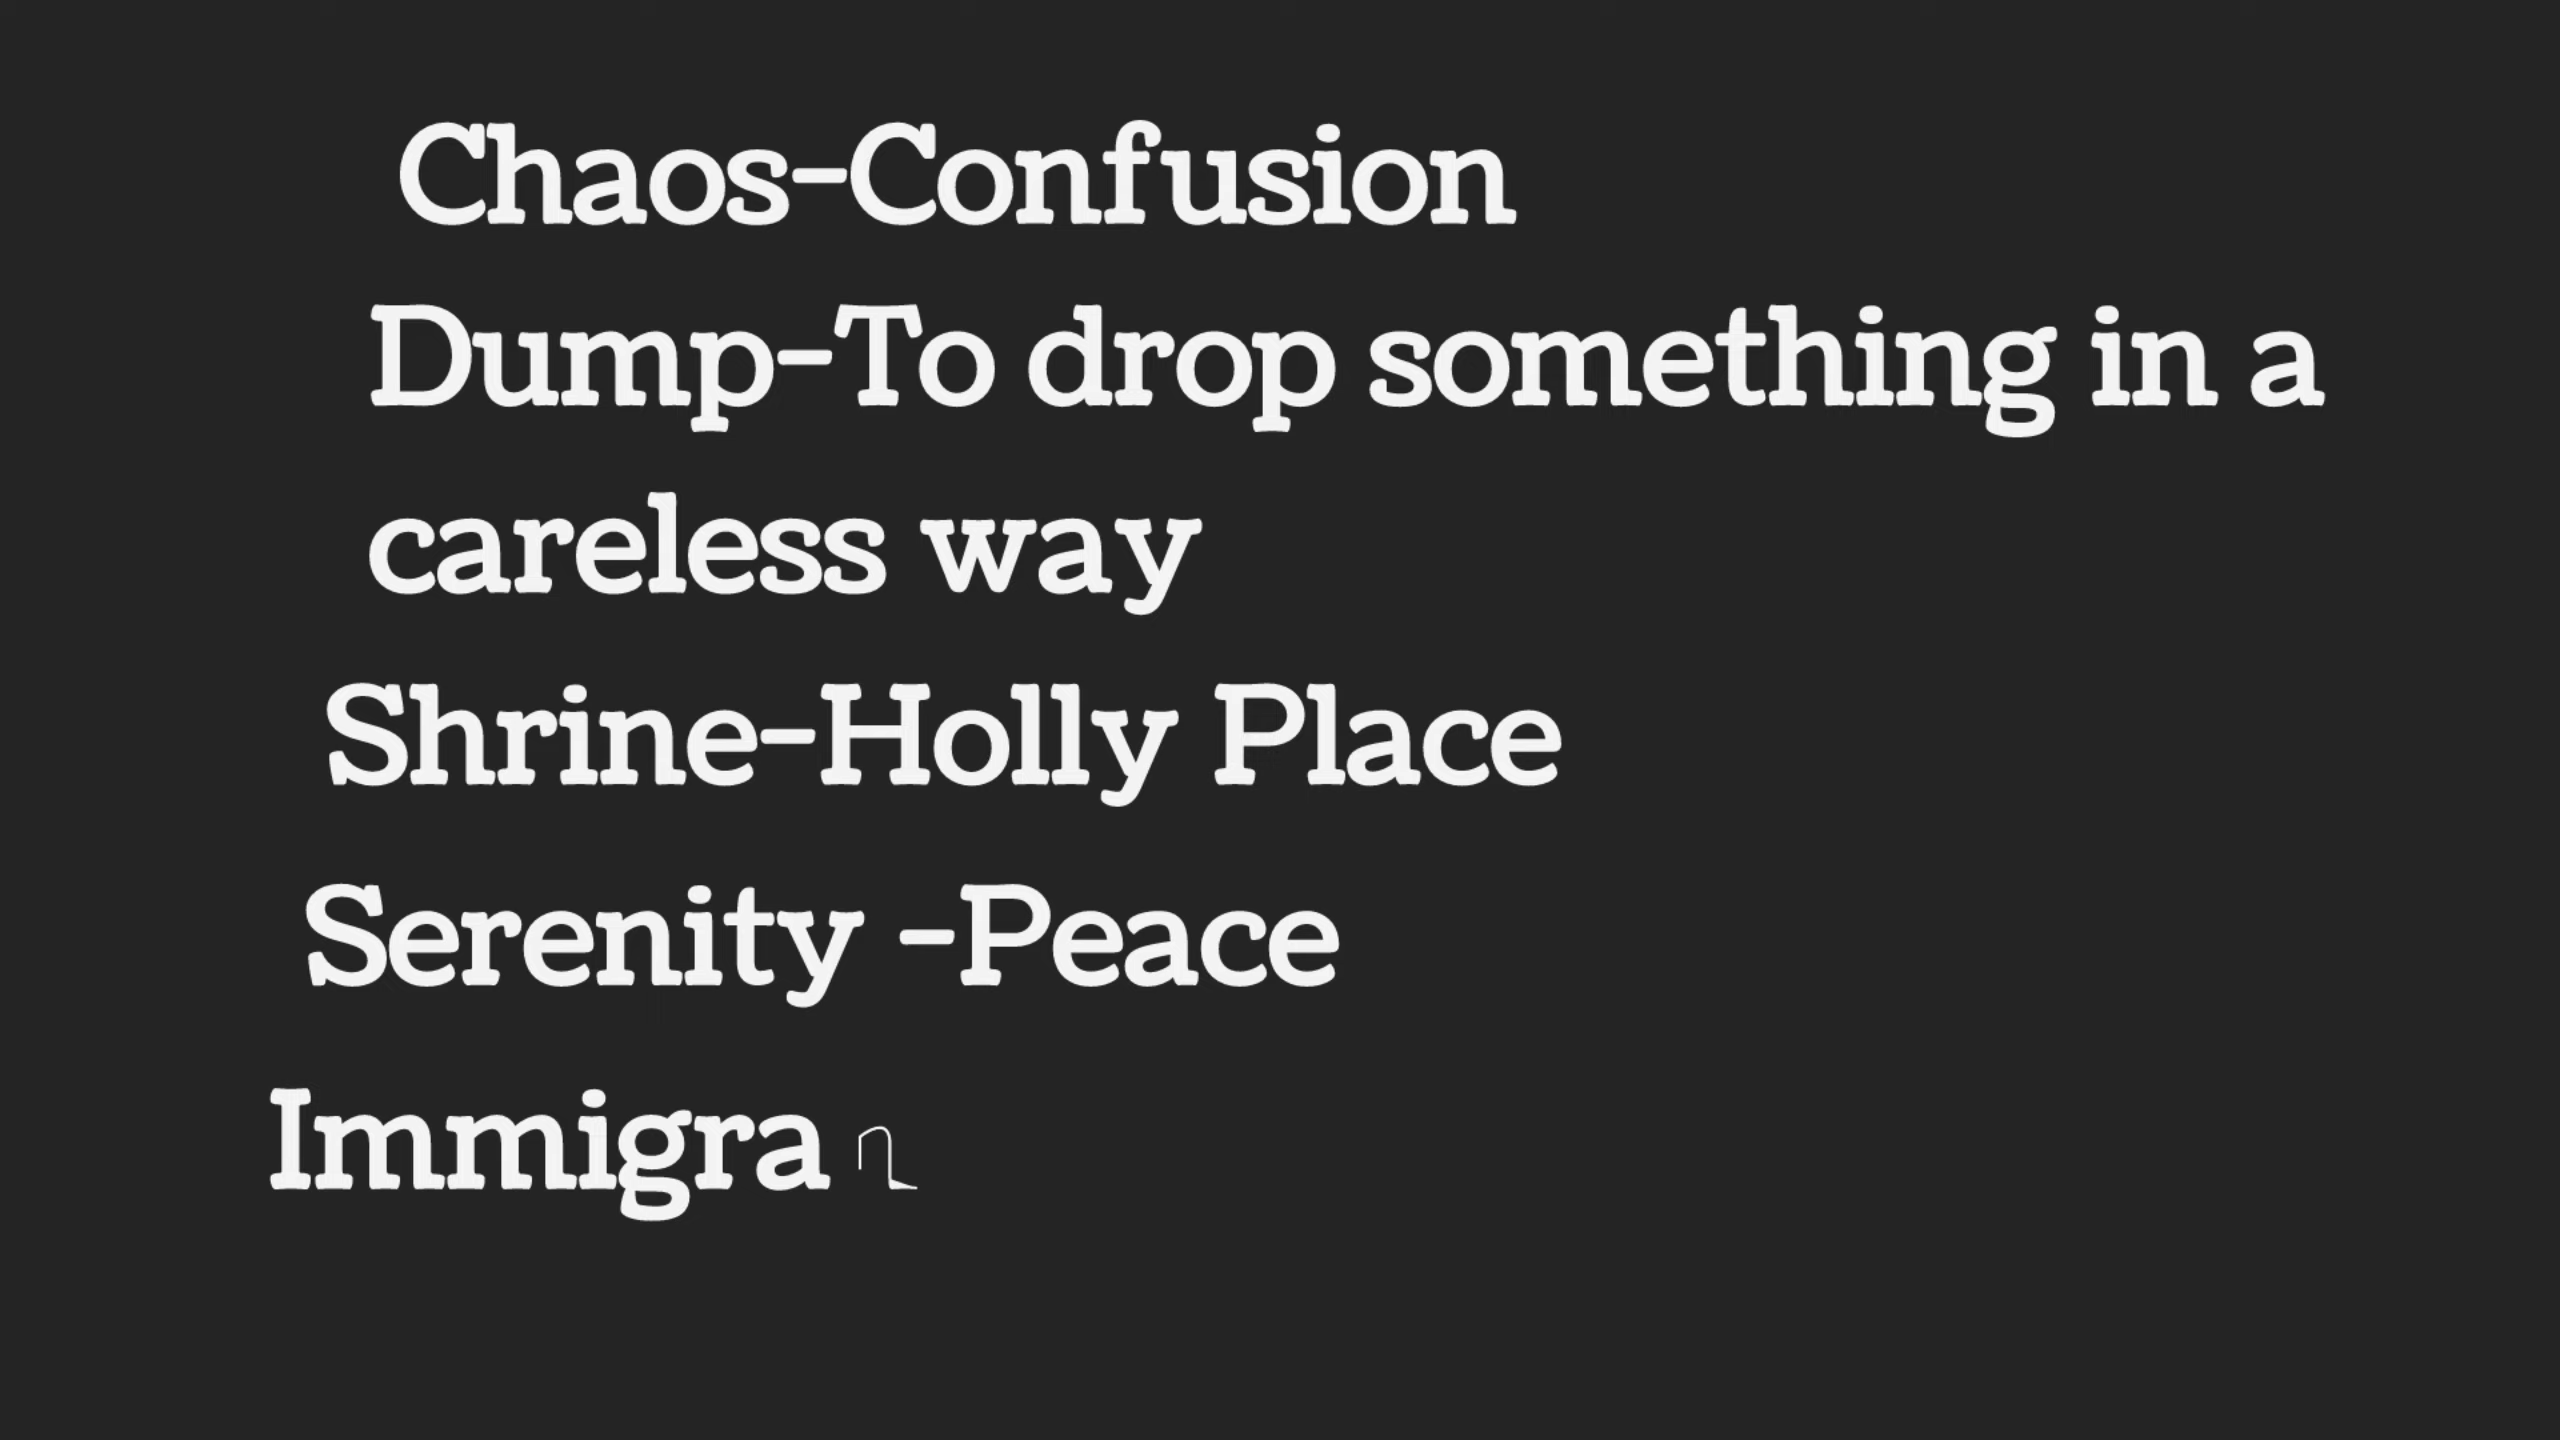 Chaos-Confusion
Dump-To drop something in a
careless way
Shrine-Holly Place
Serenity -Peace
Immigra n